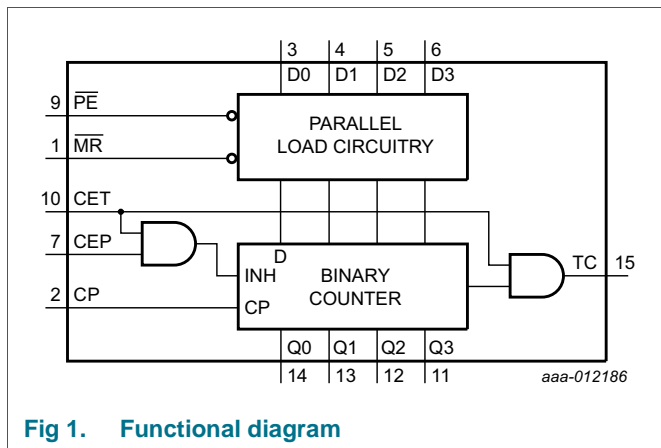 3 4 5 6
D0 D1 D2 D3
9 PE
PARALLEL
LOAD CIRCUITRY
1 MR
10 CET
7 CEP
D
INH
BINARY
COUNTER
TC 15
2 CP
CP
Q0 Q1 Q2 Q3
14 13 12 11
aaa-012186
Fig 1. Functional diagram